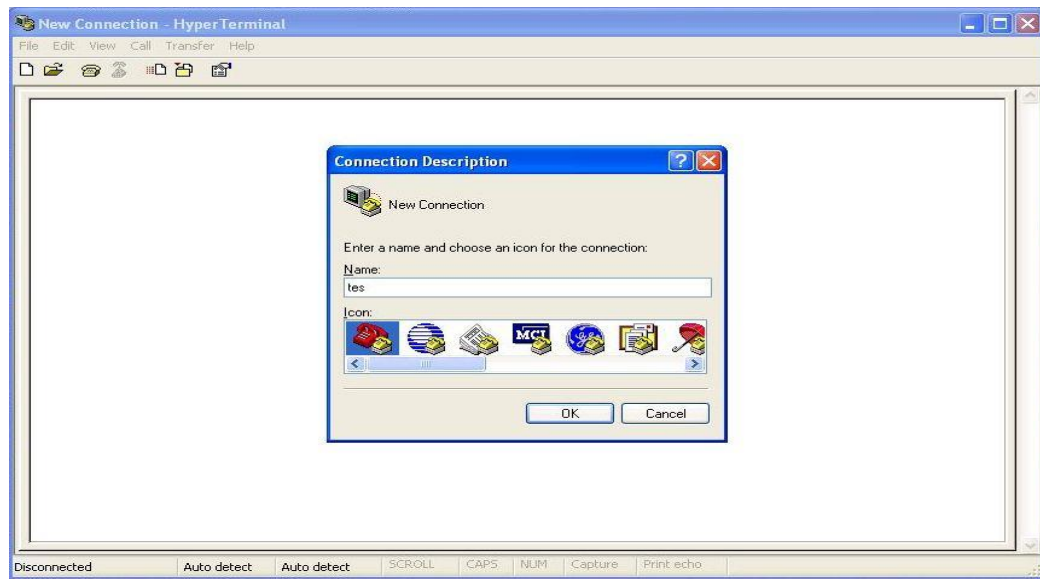 New Connection - HyperTerminal
File Edit View Call Transfer Help
Connection Description
New Connection
Enter a name and choose an icon for the connection:
Name:
tes
Icon:
MCI
OK Cancel
Disconnected Auto detect Auto detect SCROLL CAPS NUM Capture Print echo